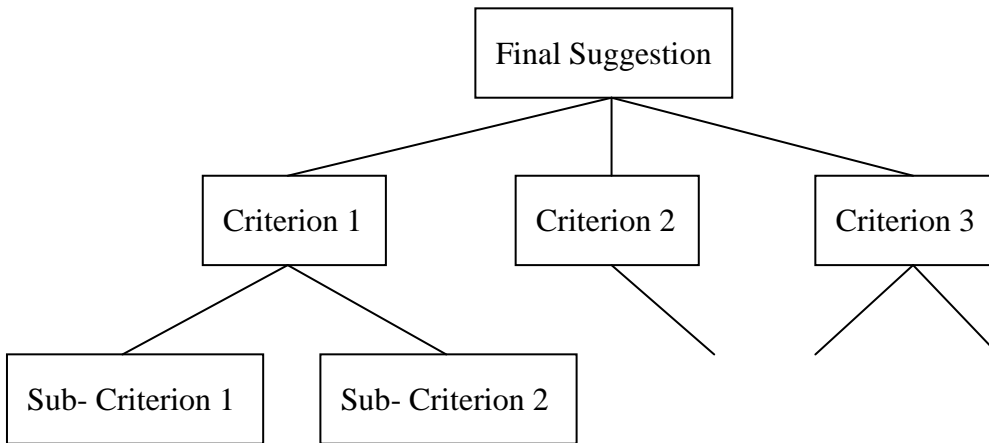 Final Suggestion
Criterion 1
Criterion 2
Criterion 3
Sub- Criterion 1
Sub- Criterion 2